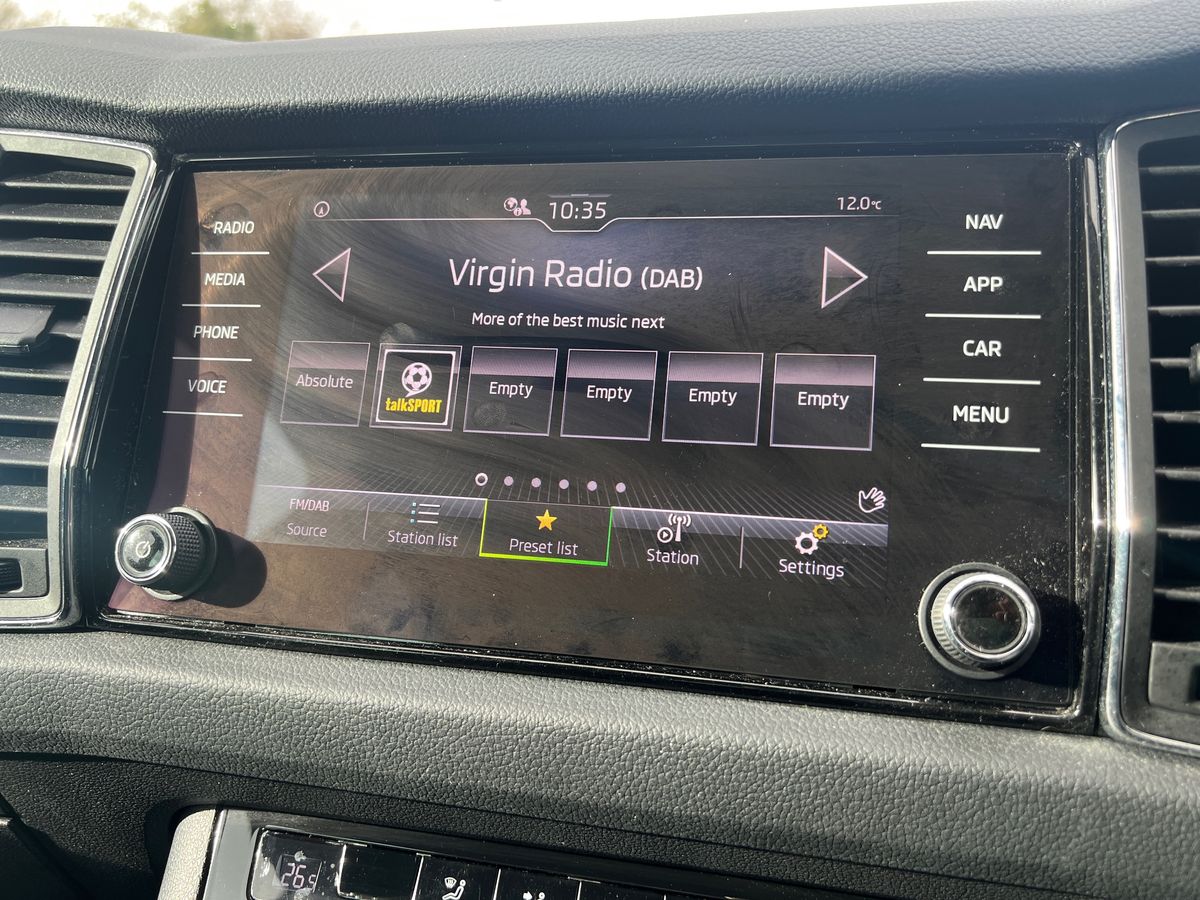 10:35
12.0°C
RADIO
MEDIA
PHONE
VOICE
Virgin Radio (DAB)
More of the best music next
Absolute
talkSPORT
Empty
Empty
Empty
Empty
FM/DAB
Source
Station list
Preset list
Station
Settings
NAV
APP
CAR
MENU
26.5